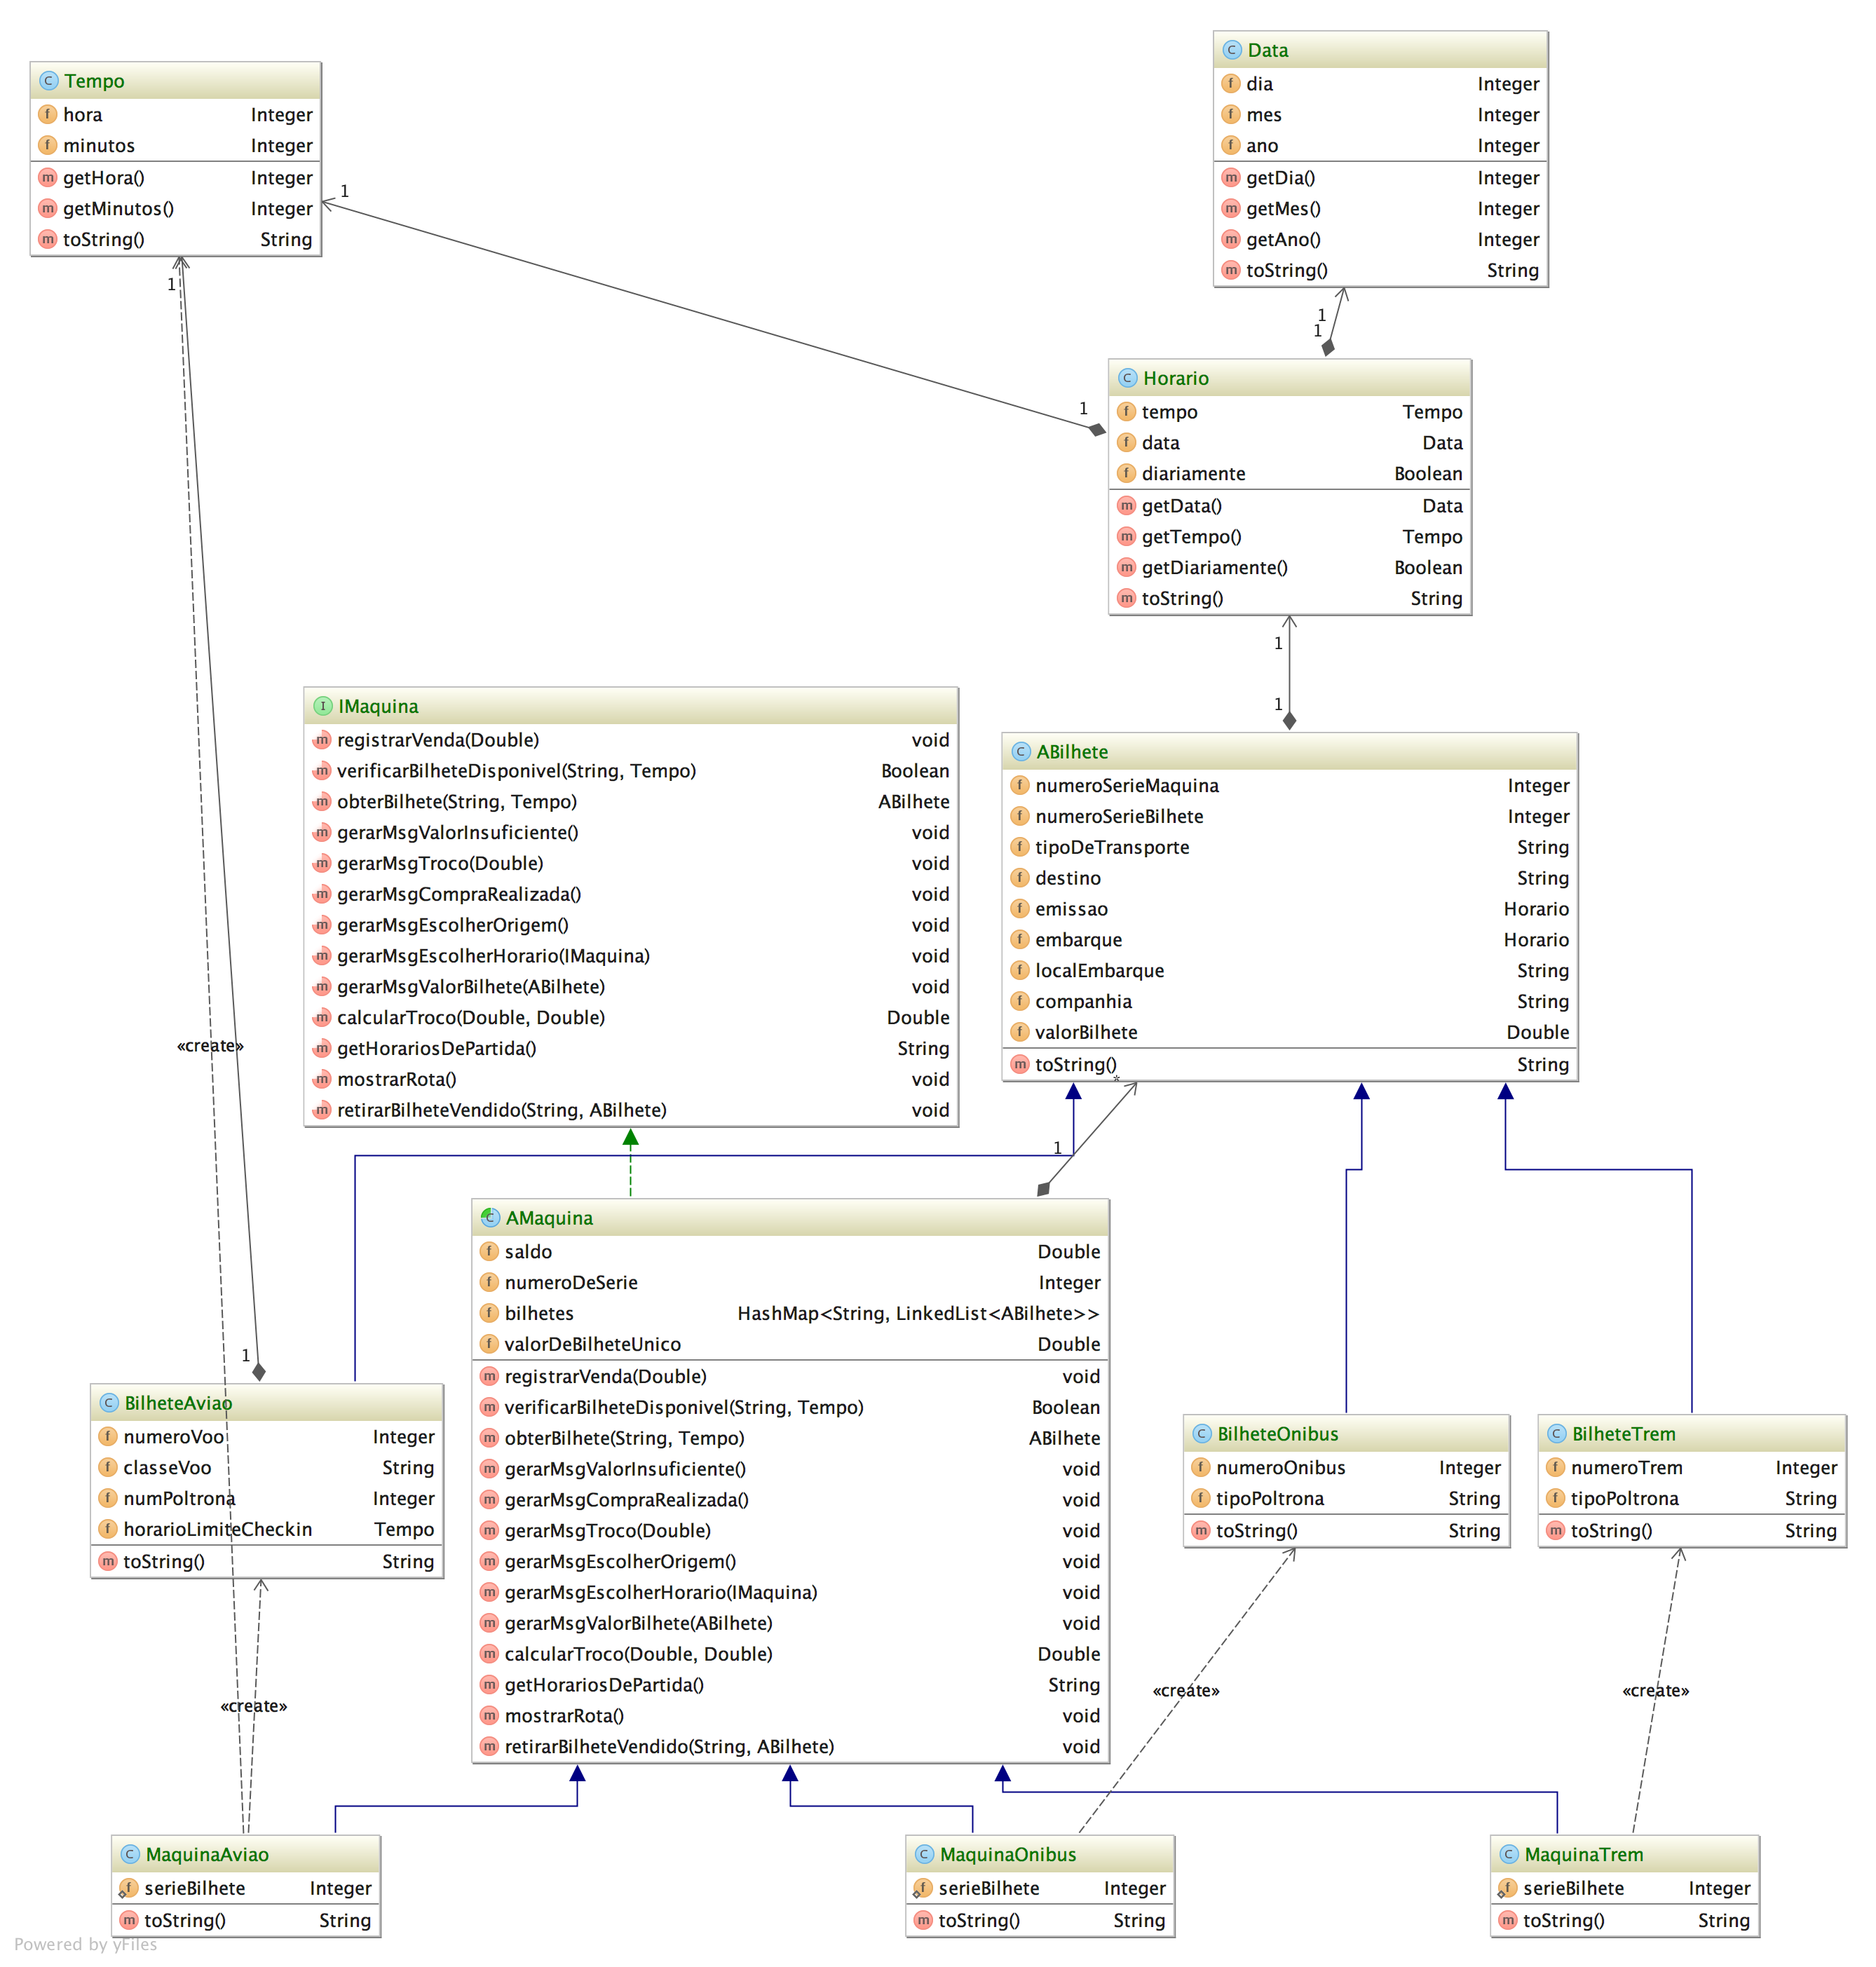 Tempo
hora Integer
minutos Integer
getHora() Integer
getMinutos() Integer
toString() String
Data
dia Integer
mes Integer
ano Integer
getDia() Integer
getMes() Integer
getAno() Integer
toString() String
1
1
1
1
1
Horario
tempo Tempo
data Data
diariamente Boolean
getData() Data
getTempo() Tempo
getDiariamente() Boolean
toString() String
1
1
IMaquina
registrarVenda(Double) void
verificarBilheteDisponivel(String, Tempo) Boolean
obterBilhete(String, Tempo) ABilhete
gerarMsgValorInsuficiente() void
gerarMsgTroco(Double) void
gerarMsgCompraRealizada() void
gerarMsgEscolherOrigem() void
gerarMsgEscolherHorario(IMaquina) void
gerarMsgValorBilhete(ABilhete) void
calcularTroco(Double, Double) Double
getHorariosDePartida() String
mostrarRota() void
retirarBilheteVendido(String, ABilhete) void
ABilhete
numeroSerieMaquina Integer
numeroSerieBilhete Integer
tipoDeTransporte String
destino String
emissao Horario
embarque Horario
localEmbarque String
companhia String
valorBilhete Double
toString() String
«create»
*
1
AMaquina
saldo Double
numeroDeSerie Integer
bilhetes HashMap<String, LinkedList<ABilhete>>
valorDeBilheteUnico Double
registrarVenda(Double) void
verificarBilheteDisponivel(String, Tempo) Boolean
obterBilhete(String, Tempo) ABilhete
gerarMsgValorInsuficiente() void
gerarMsgCompraRealizada() void
gerarMsgTroco(Double) void
gerarMsgEscolherOrigem() void
gerarMsgEscolherHorario(IMaquina) void
gerarMsgValorBilhete(ABilhete) void
calcularTroco(Double, Double) Double
getHorariosDePartida() String
mostrarRota() void
retirarBilheteVendido(String, ABilhete) void
1
BilheteAviao
numeroVoo Integer
classeVoo String
numPoltrona Integer
horarioLimiteCheckin Tempo
toString() String
BilheteOnibus
numeroOnibus Integer
tipoPoltrona String
toString() String
BilheteTrem
numeroTrem Integer
tipoPoltrona String
toString() String
«create»
«create»
«create»
MaquinaAviao
serieBilhete Integer
toString() String
MaquinaOnibus
serieBilhete Integer
toString() String
MaquinaTrem
serieBilhete Integer
toString() String
Powered by yFiles